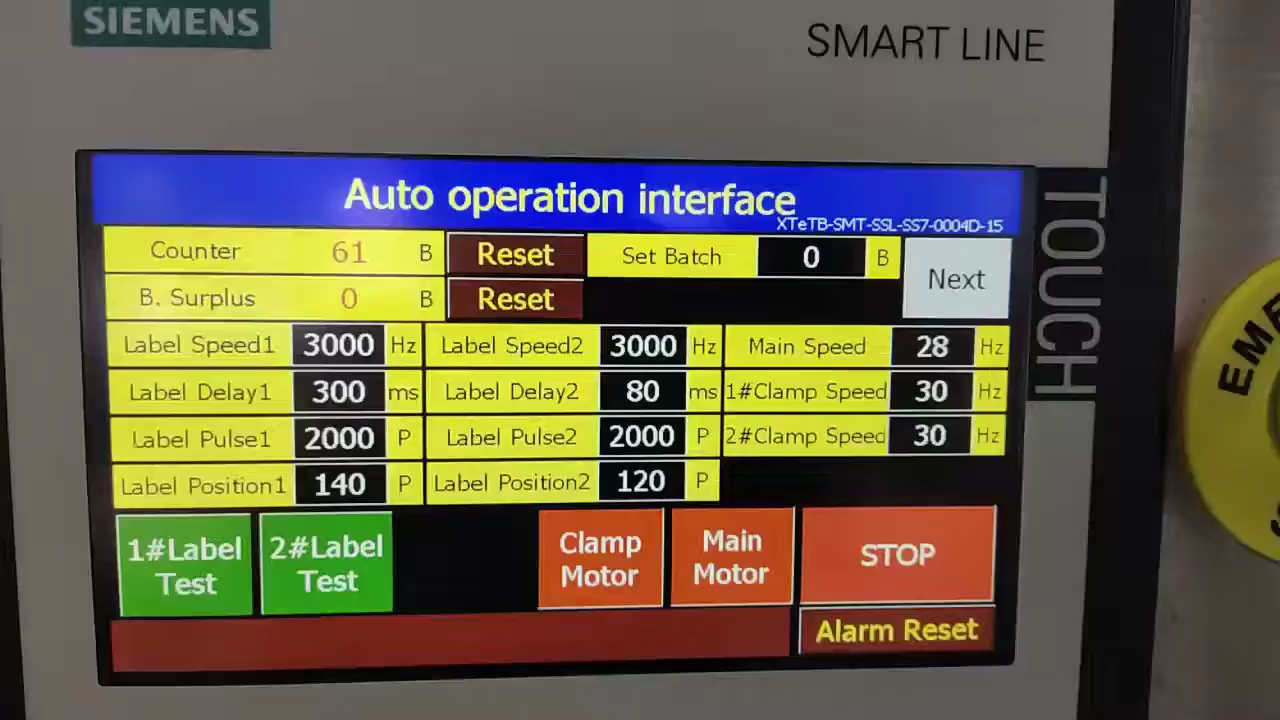 SIEMENS
SMART LINE
TOUCH
Auto operation interface
XTeTB-SMT-SSL-SS7-0004D-15
Counter 61 B Reset Set Batch 0 B Next
B. Surplus 0 B Reset
Label Speed1 3000 Hz Label Speed2 3000 Hz Main Speed 28 Hz
Label Delay1 300 ms Label Delay2 80 ms 1#Clamp Speed 30 Hz
Label Pulse1 2000 P Label Pulse2 2000 P 2#Clamp Speed 30 Hz
Label Position1 140 P Label Position2 120 P
1#Label Test
2#Label Test
Clamp Motor
Main Motor
STOP
Alarm Reset